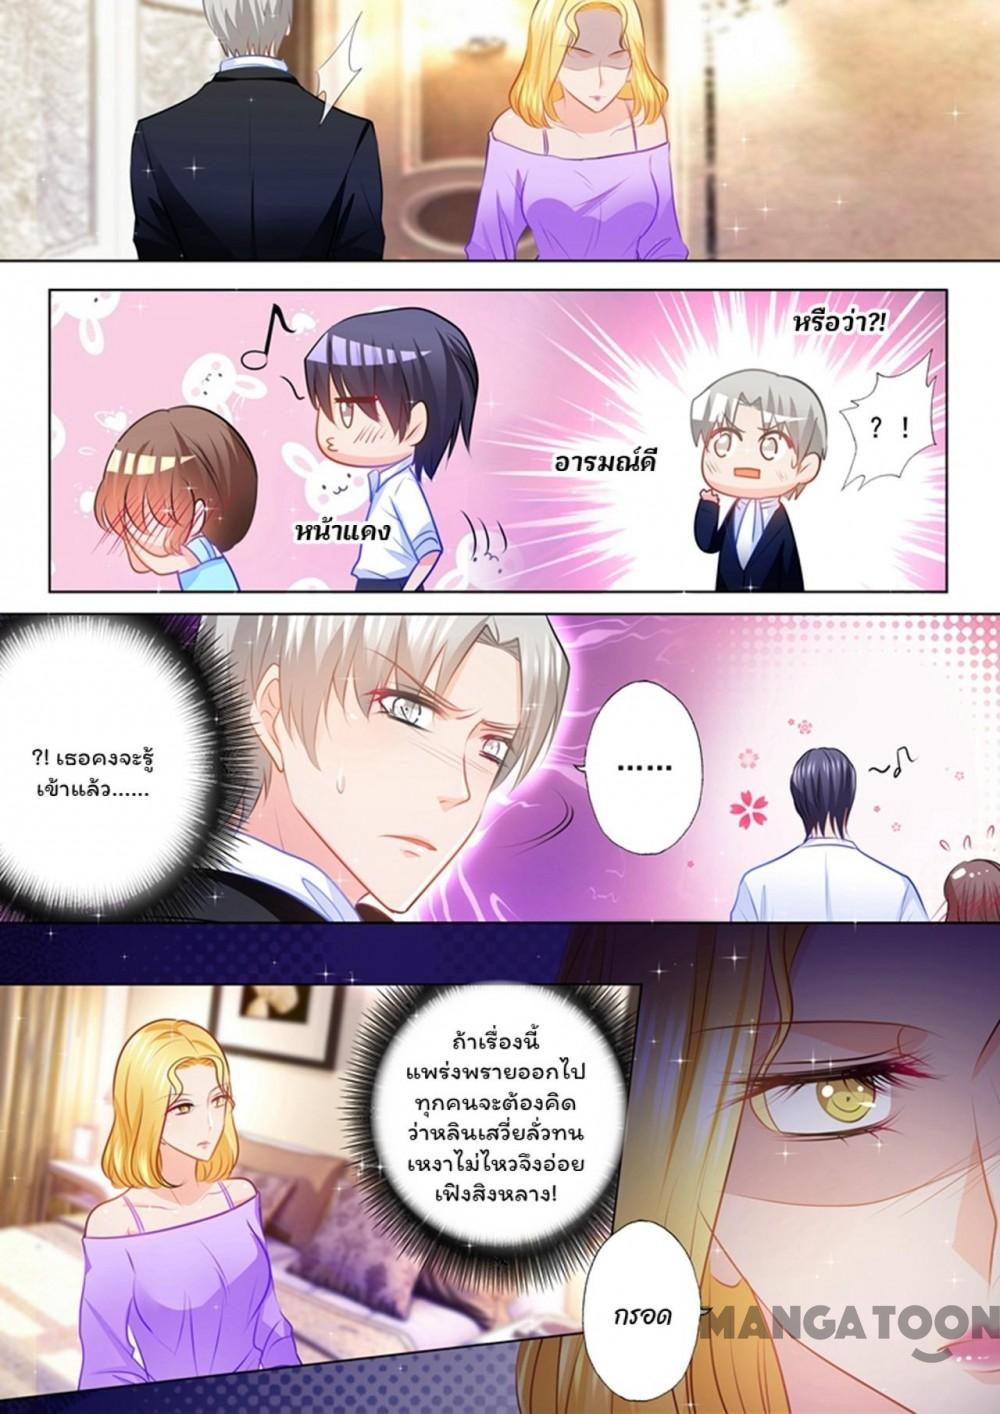 หรือว่า?!
? !
อารมณ์ดี
หน้าแดง
?! เธอคงจะรู้
เข้าแล้ว......
......
ถ้าเรื่องนี้
แพร่งพรายออกไป
ทุกคนจะต้องคิด
ว่าหลินเสวี่ยลั่วทน
เหงาไม่ไหวจึงอ่อย
เฟิงสิงหลาง!
กรอด
MANGATOON